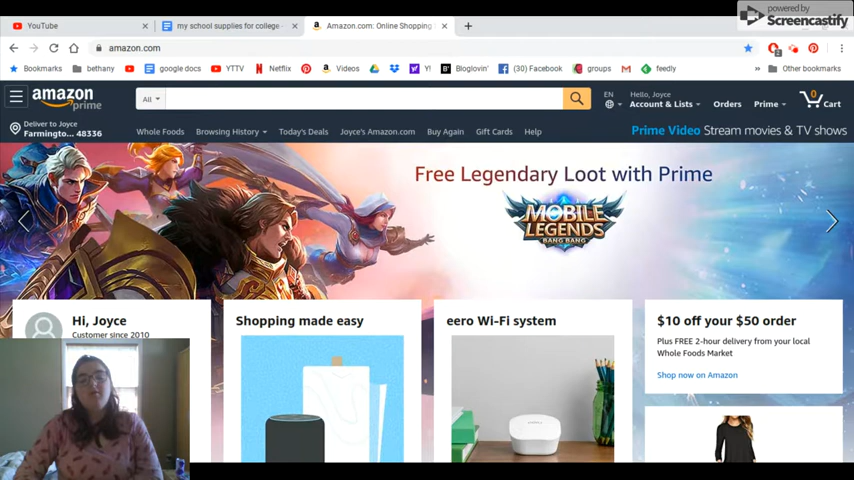 powered by
Screencastify
YouTube
my school supplies for college
Amazon.com: Online Shopping
amazon.com
2
Bookmarks
bethany
google docs
YTTV
Netflix
Videos
Y!
Bloglovin'
(30) Facebook
groups
feedly
»
Other bookmarks
amazon
prime
All
EN
Hello, Joyce
Account & Lists
Orders
Prime
0
Cart
Deliver to Joyce
Farmingto... 48336
Whole Foods
Browsing History
Today's Deals
Joyce's Amazon.com
Buy Again
Gift Cards
Help
Prime Video Stream movies & TV shows
Free Legendary Loot with Prime
MOBILE
LEGENDS
BANG BANG
Hi, Joyce
Customer since 2010
Shopping made easy
eero Wi-Fi system
$10 off your $50 order
Plus FREE 2-hour delivery from your local
Whole Foods Market
Shop now on Amazon